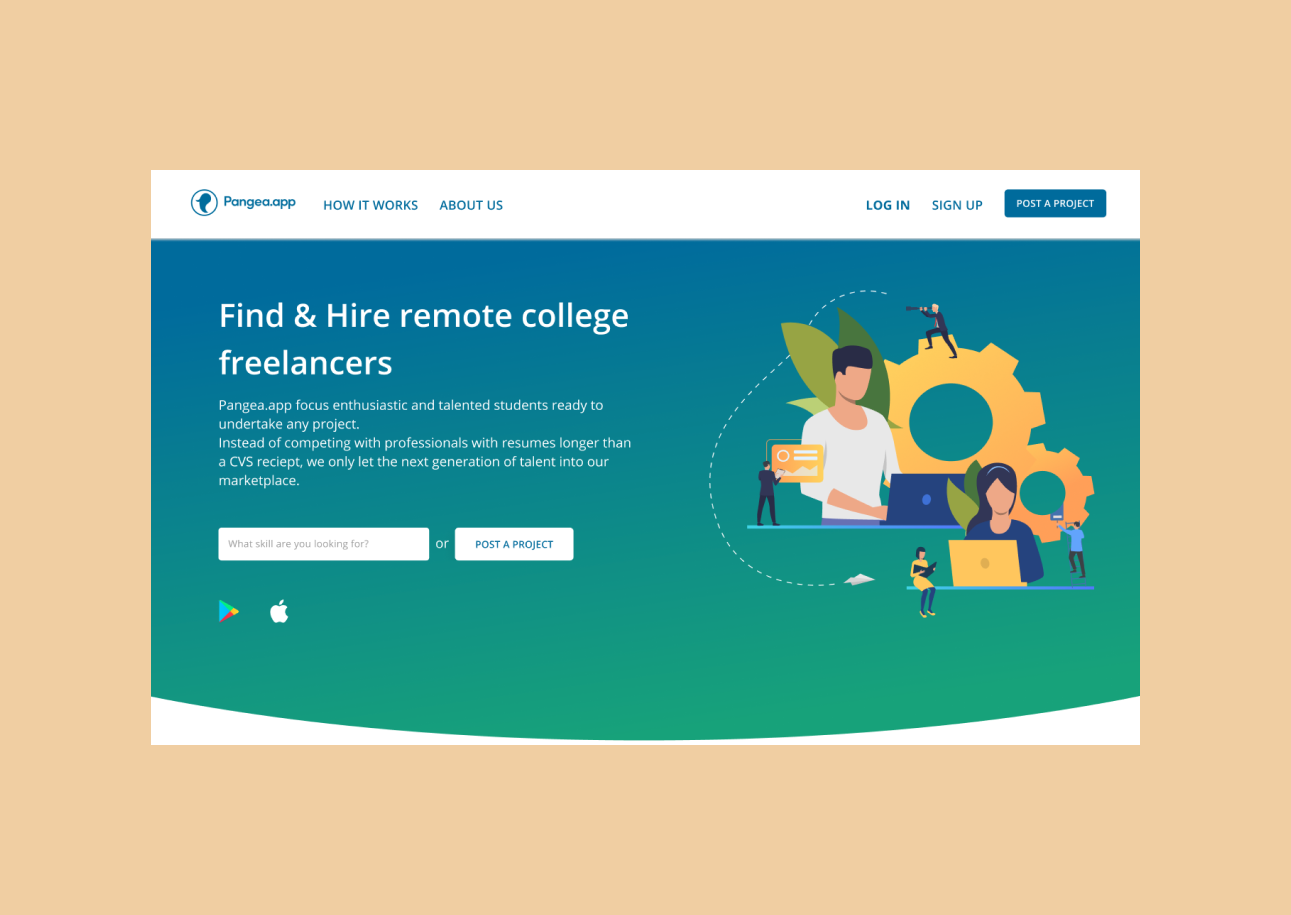 Pangea.app HOW IT WORKS ABOUT US LOG IN SIGN UP POST A PROJECT
Find & Hire remote college
freelancers
Pangea.app focus enthusiastic and talented students ready to
undertake any project.
Instead of competing with professionals with resumes longer than
a CVS reciept, we only let the next generation of talent into our
marketplace.
What skill are you looking for? or POST A PROJECT